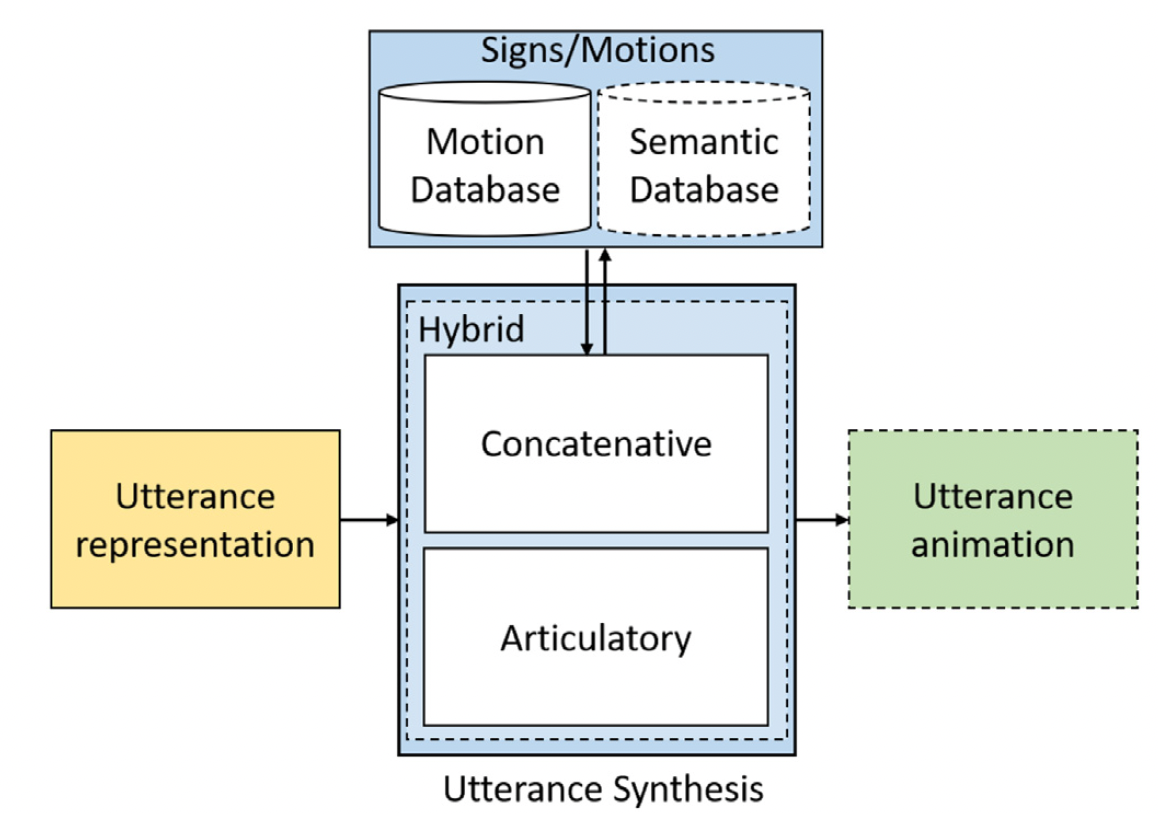 Signs/Motions
Motion
Database
Semantic
Database
Hybrid
Concatenative
Utterance
representation
Utterance
animation
Articulatory
Utterance Synthesis